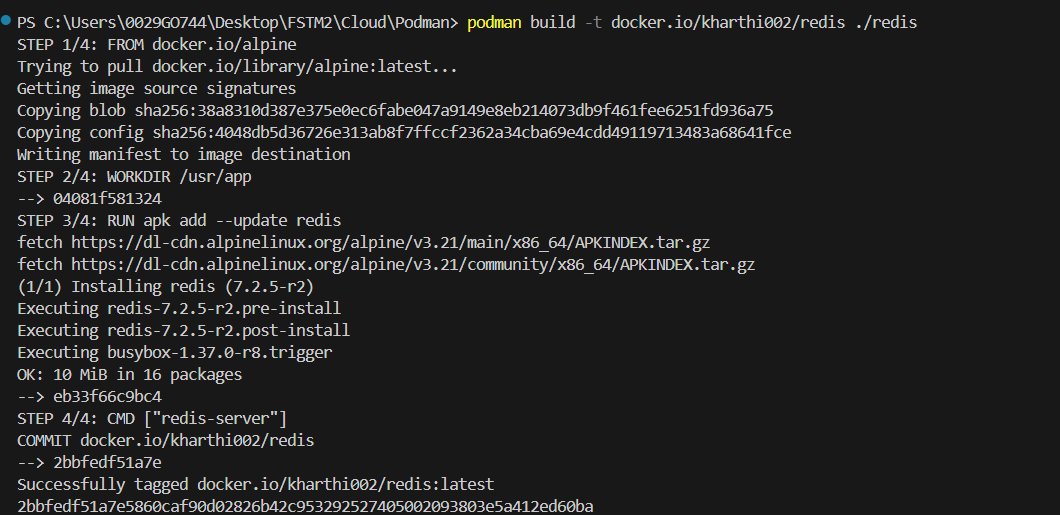 PS C:\Users\0029GO744\Desktop\FSTM2\Cloud\Podman> podman build -t docker.io/kharthi002/redis ./redis
STEP 1/4: FROM docker.io/alpine
Trying to pull docker.io/library/alpine:latest...
Getting image source signatures
Copying blob sha256:38a8310d387e375e0ec6fabe047a9149e8eb214073db9f461fee6251fd936a75
Copying config sha256:4048db5d36726e313ab8f7ffccf2362a34cba69e4cdd49119713483a68641fce
Writing manifest to image destination
STEP 2/4: WORKDIR /usr/app
--> 04081f581324
STEP 3/4: RUN apk add --update redis
fetch https://dl-cdn.alpinelinux.org/alpine/v3.21/main/x86_64/APKINDEX.tar.gz
fetch https://dl-cdn.alpinelinux.org/alpine/v3.21/community/x86_64/APKINDEX.tar.gz
(1/1) Installing redis (7.2.5-r2)
Executing redis-7.2.5-r2.pre-install
Executing redis-7.2.5-r2.post-install
Executing busybox-1.37.0-r8.trigger
OK: 10 MiB in 16 packages
--> eb33f66c9bc4
STEP 4/4: CMD ["redis-server"]
COMMIT docker.io/kharthi002/redis
--> 2bbfedf51a7e
Successfully tagged docker.io/kharthi002/redis:latest
2bbfedf51a7e5860caf90d02826b42c953292527405002093803e5a412ed60ba